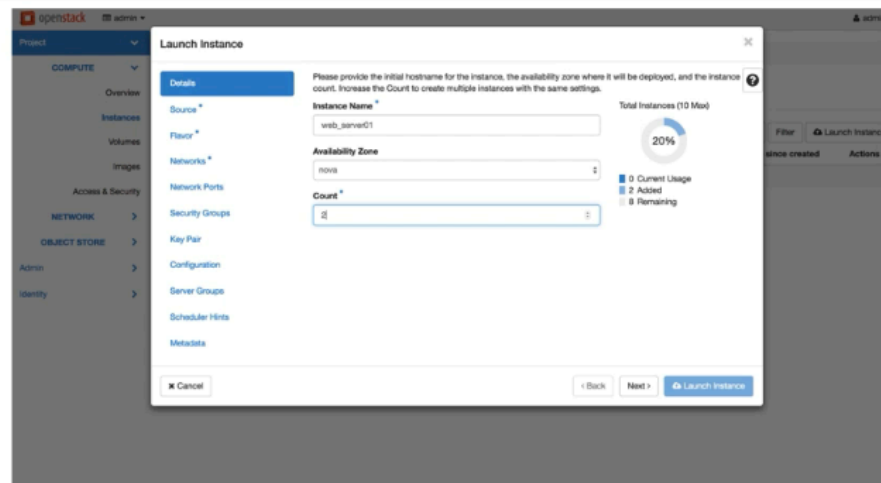 openstack
admin
admi
Project
COMPUTE
Overview
Instances
Volumes
Images
Access & Security
NETWORK
OBJECT STORE
Admin
Identity
Filter
Launch Instanc
since created
Actions
Launch Instance
Details
Source *
Flavor *
Networks *
Network Ports
Security Groups
Key Pair
Configuration
Server Groups
Scheduler Hints
Metadata
Please provide the initial hostname for the instance, the availability zone where it will be deployed, and the instance
count. Increase the Count to create multiple instances with the same settings.
Instance Name *
web_server01
Availability Zone
nova
Count *
2
Total Instances (10 Max)
20%
0 Current Usage
2 Added
8 Remaining
Cancel
< Back
Next >
Launch Instance